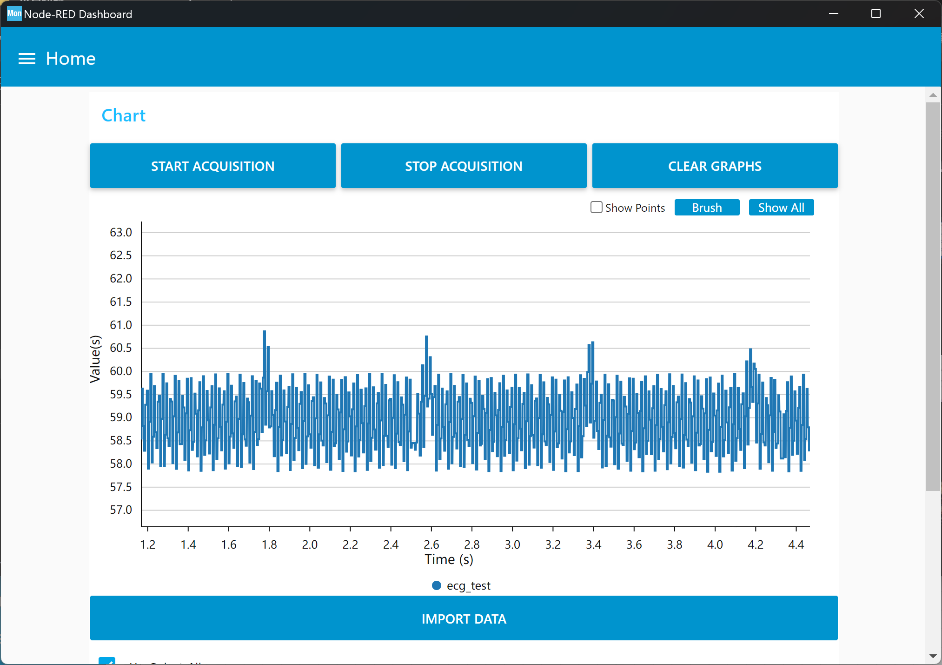 Mon Node-RED Dashboard
Home
Chart
START ACQUISITION STOP ACQUISITION CLEAR GRAPHS
Show Points Brush Show All
63.0
62.5
62.0
61.5
61.0
60.5
60.0
59.5
59.0
58.5
58.0
57.5
57.0
Value(s)
1.2 1.4 1.6 1.8 2.0 2.2 2.4 2.6 2.8 3.0 3.2 3.4 3.6 3.8 4.0 4.2 4.4
Time (s)
ecg_test
IMPORT DATA